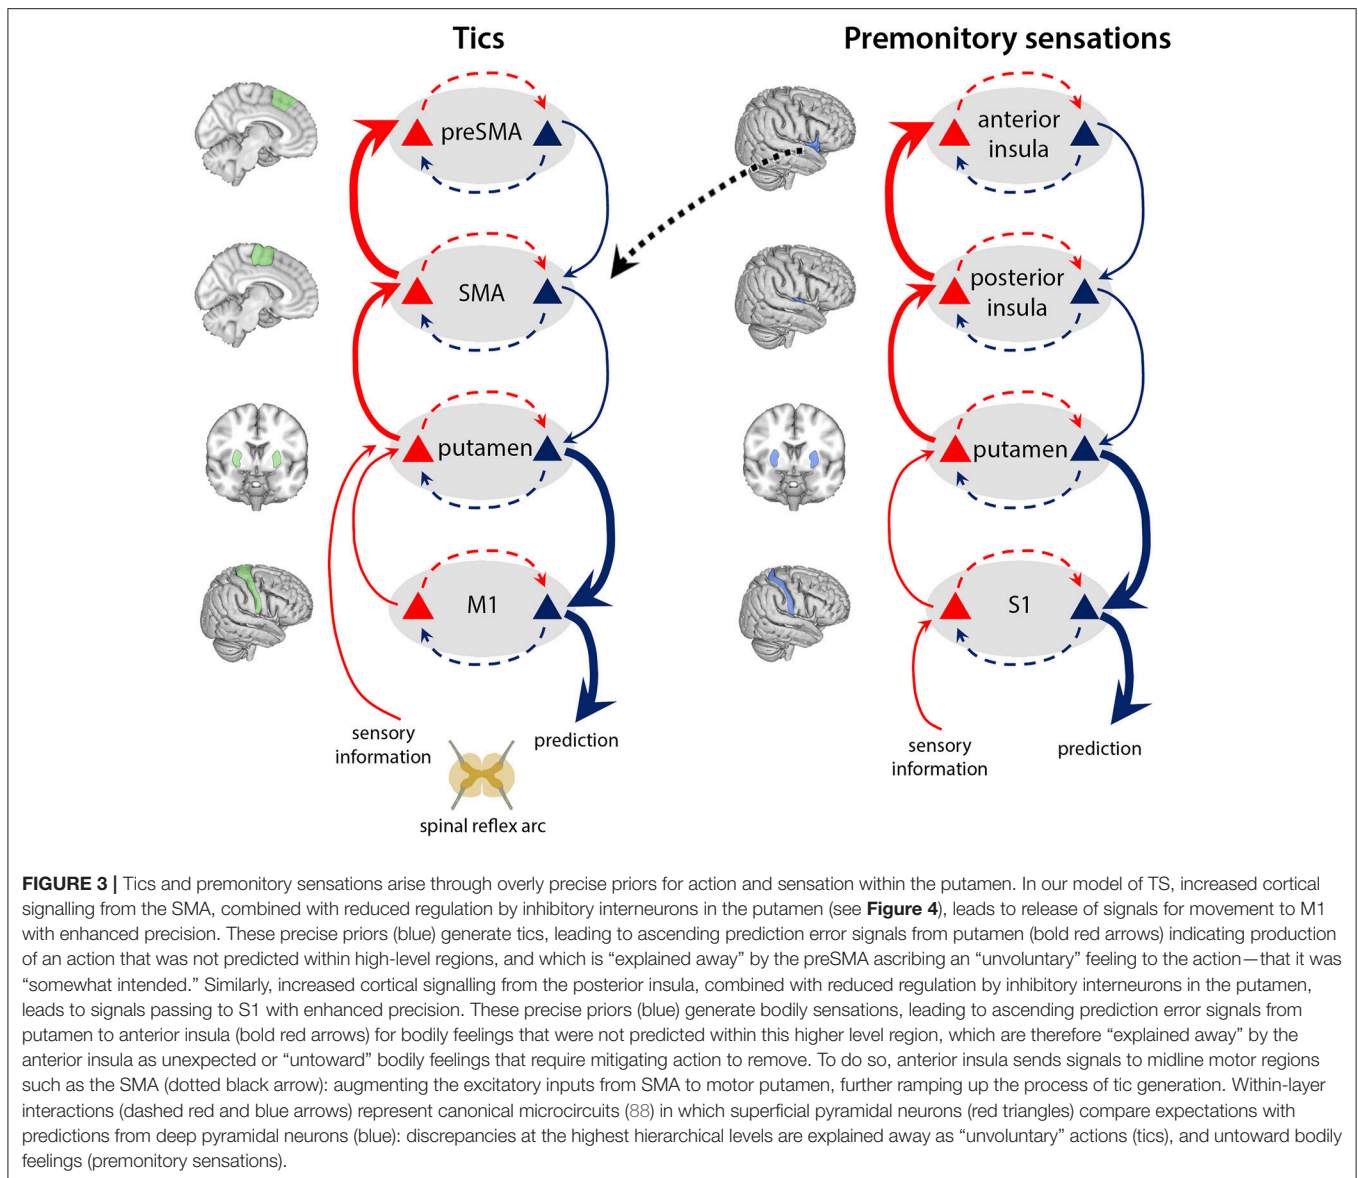 Tics
Premonitory sensations
preSMA
SMA
putamen
M1
sensory
information
prediction
spinal reflex arc
anterior
insula
posterior
insula
putamen
S1
sensory
information
prediction
FIGURE 3 | Tics and premonitory sensations arise through overly precise priors for action and sensation within the putamen. In our model of TS, increased cortical
signalling from the SMA, combined with reduced regulation by inhibitory interneurons in the putamen (see Figure 4), leads to release of signals for movement to M1
with enhanced precision. These precise priors (blue) generate tics, leading to ascending prediction error signals from putamen (bold red arrows) indicating production
of an action that was not predicted within high-level regions, and which is “explained away” by the preSMA ascribing an “unvoluntary” feeling to the action—that it was
“somewhat intended.” Similarly, increased cortical signalling from the posterior insula, combined with reduced regulation by inhibitory interneurons in the putamen,
leads to signals passing to S1 with enhanced precision. These precise priors (blue) generate bodily sensations, leading to ascending prediction error signals from
putamen to anterior insula (bold red arrows) for bodily feelings that were not predicted within this higher level region, which are therefore “explained away” by the
anterior insula as unexpected or “untoward” bodily feelings that require mitigating action to remove. To do so, anterior insula sends signals to midline motor regions
such as the SMA (dotted black arrow): augmenting the excitatory inputs from SMA to motor putamen, further ramping up the process of tic generation. Within-layer
interactions (dashed red and blue arrows) represent canonical microcircuits (88) in which superficial pyramidal neurons (red triangles) compare expectations with
predictions from deep pyramidal neurons (blue): discrepancies at the highest hierarchical levels are explained away as “unvoluntary” actions (tics), and untoward bodily
feelings (premonitory sensations).